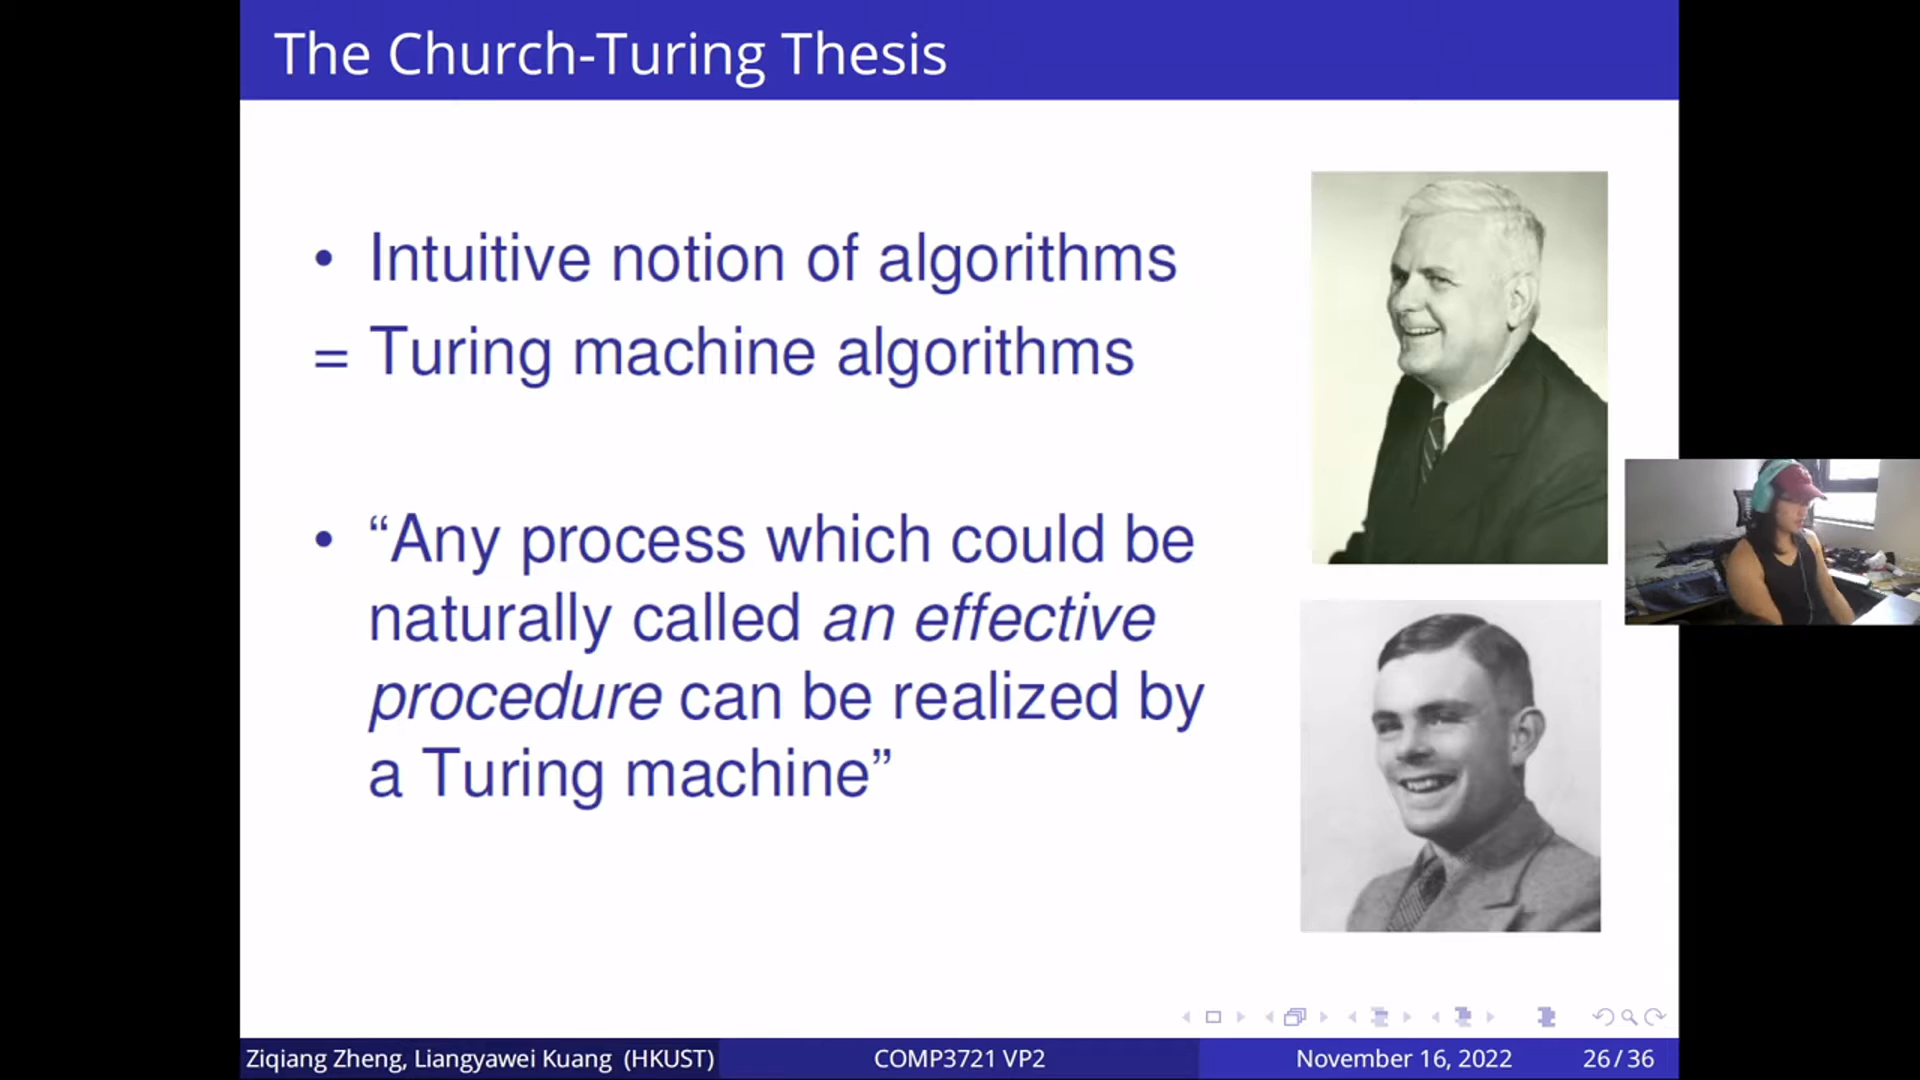 The Church-Turing Thesis
• Intuitive notion of algorithms
= Turing machine algorithms
• “Any process which could be
naturally called an effective
procedure can be realized by
a Turing machine”
Ziqiang Zheng, Liangyawei Kuang (HKUST)
COMP3721 VP2
November 16, 2022
26 / 36